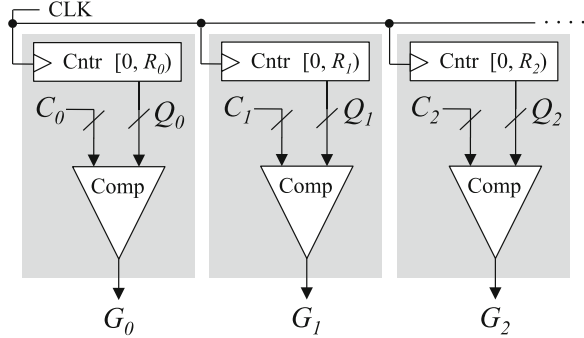 CLK
Cntr [0, R₀) Cntr [0, R₁) Cntr [0, R₂)
C₀ Q₀ C₁ Q₁ C₂ Q₂
Comp Comp Comp
G₀ G₁ G₂